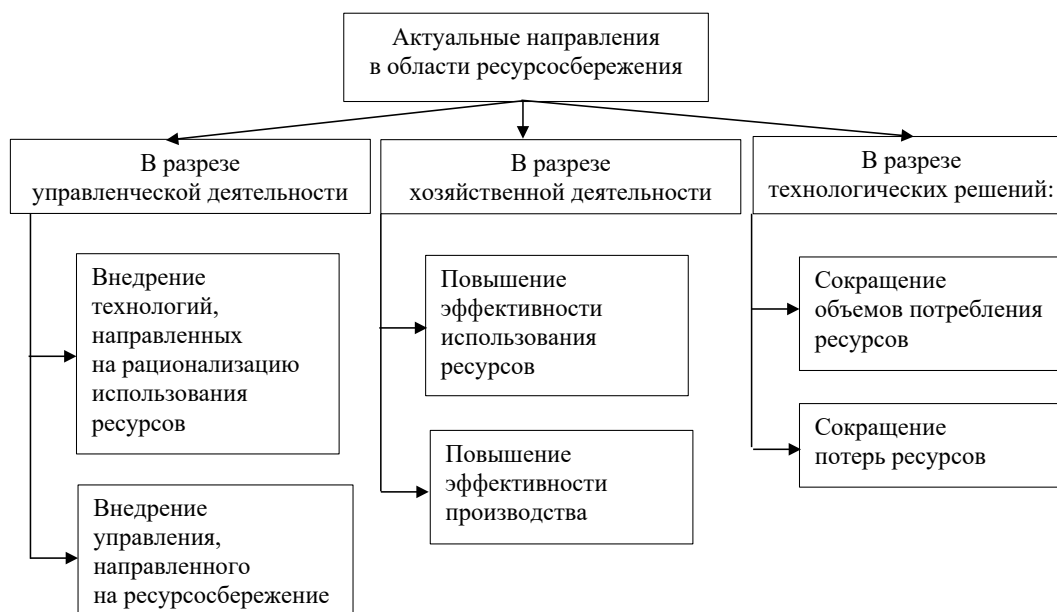 Актуальные направления
в области ресурсосбережения
В разрезе
управленческой деятельности
В разрезе
хозяйственной деятельности
В разрезе
технологических решений:
Внедрение
технологий,
направленных
на рационализацию
использования
ресурсов
Внедрение
управления,
направленного
на ресурсосбережение
Повышение
эффективности
использования
ресурсов
Повышение
эффективности
производства
Сокращение
объемов потребления
ресурсов
Сокращение
потерь ресурсов